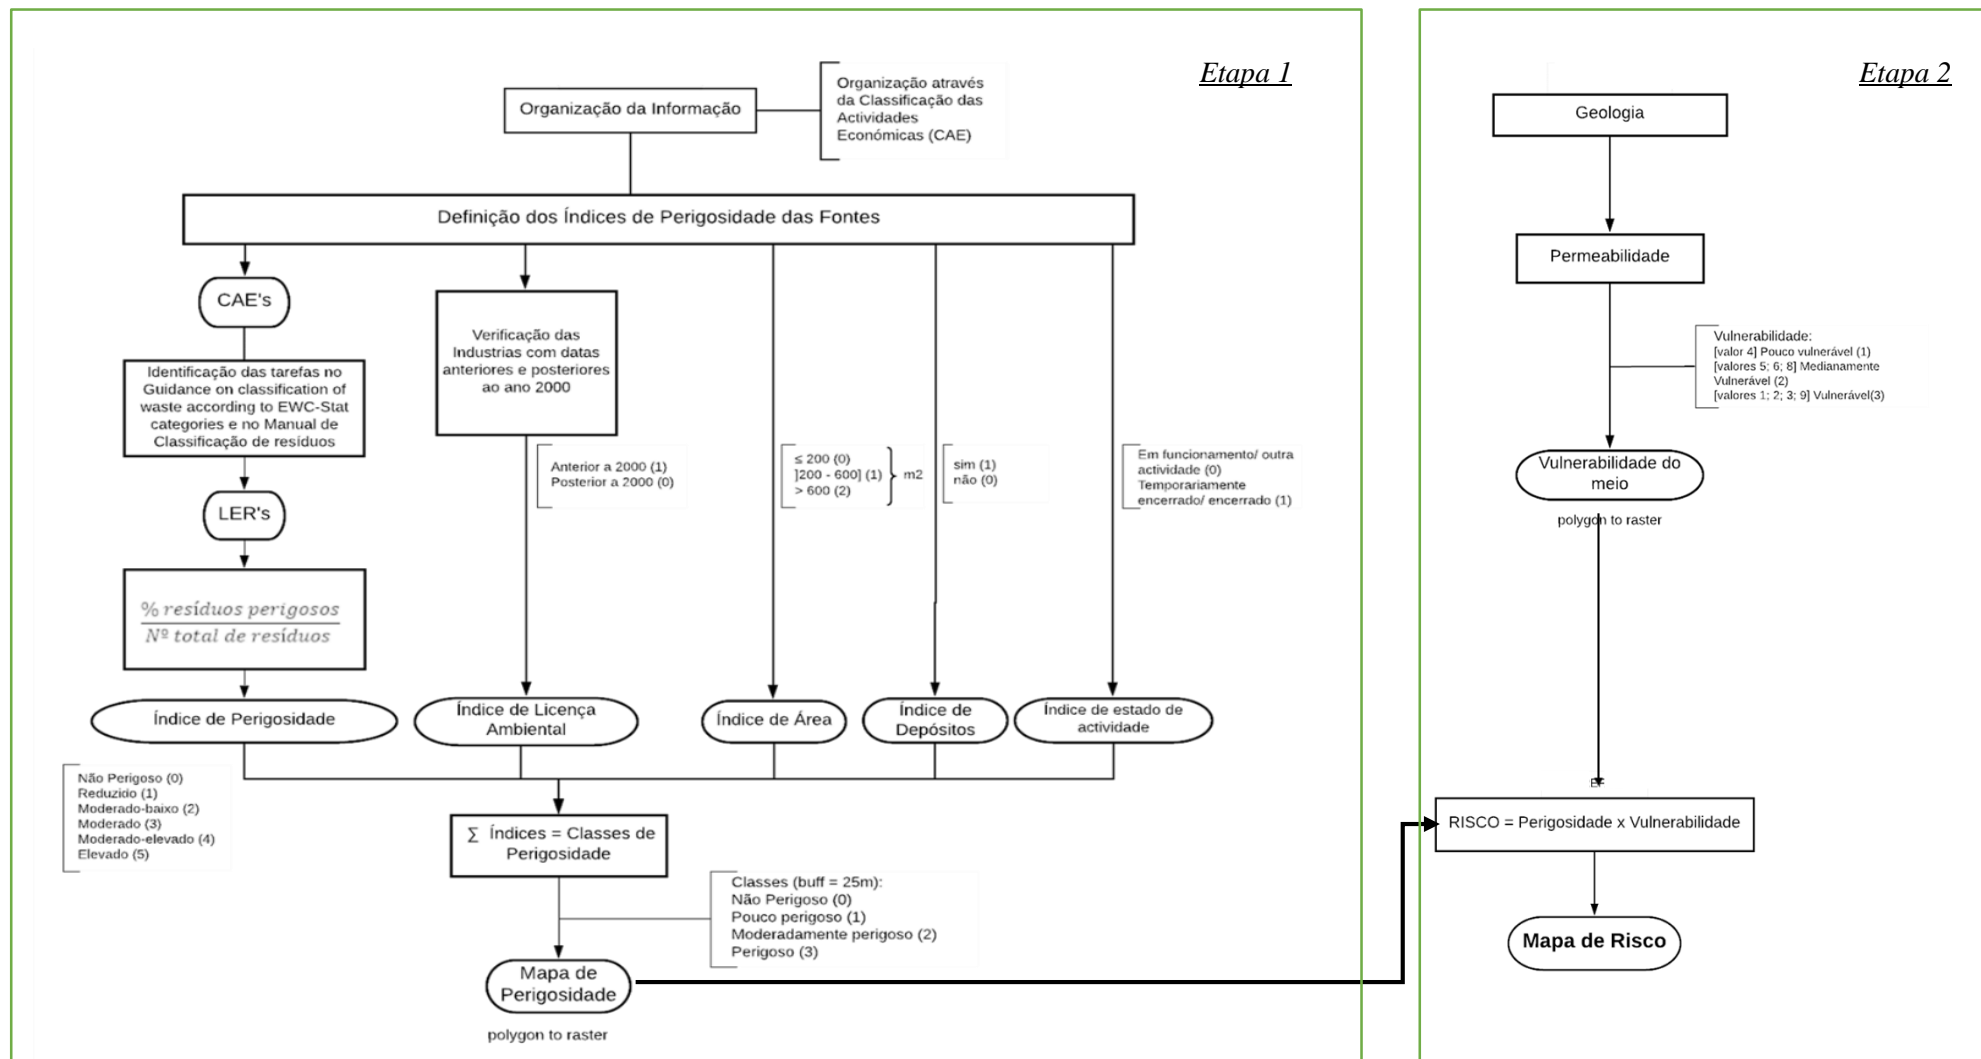 Etapa 1
Organização da Informação
Organização através
da Classificação das
Actividades
Económicas (CAE)
Definição dos Índices de Perigosidade das Fontes
CAE's
Identificação das tarefas no
Guidance on classification of
waste according to EWC-Stat
categories e no Manual de
Classificação de resíduos
LER's
% resíduos perigosos
Nº total de resíduos
Índice de Perigosidade
Não Perigoso (0)
Reduzido (1)
Moderado-baixo (2)
Moderado (3)
Moderado-elevado (4)
Elevado (5)
Verificação das
Industrias com datas
anteriores e posteriores
ao ano 2000
Anterior a 2000 (1)
Posterior a 2000 (0)
Índice de Licença
Ambiental
≤ 200 (0)
]200 - 600] (1)
> 600 (2)
m2
Índice de Área
sim (1)
não (0)
Índice de
Depósitos
Em funcionamento/ outra
actividade (0)
Temporariamente
encerrado/ encerrado (1)
Índice de estado de
actividade
∑ Índices = Classes de
Perigosidade
Classes (buff = 25m):
Não Perigoso (0)
Pouco perigoso (1)
Moderadamente perigoso (2)
Perigoso (3)
Mapa de
Perigosidade
polygon to raster
Etapa 2
Geologia
Permeabilidade
Vulnerabilidade:
[valor 4] Pouco vulnerável (1)
[valores 5; 6; 8] Medianamente
Vulnerável (2)
[valores 1; 2; 3; 9] Vulnerável(3)
Vulnerabilidade do
meio
polygon to raster
RISCO = Perigosidade x Vulnerabilidade
Mapa de Risco